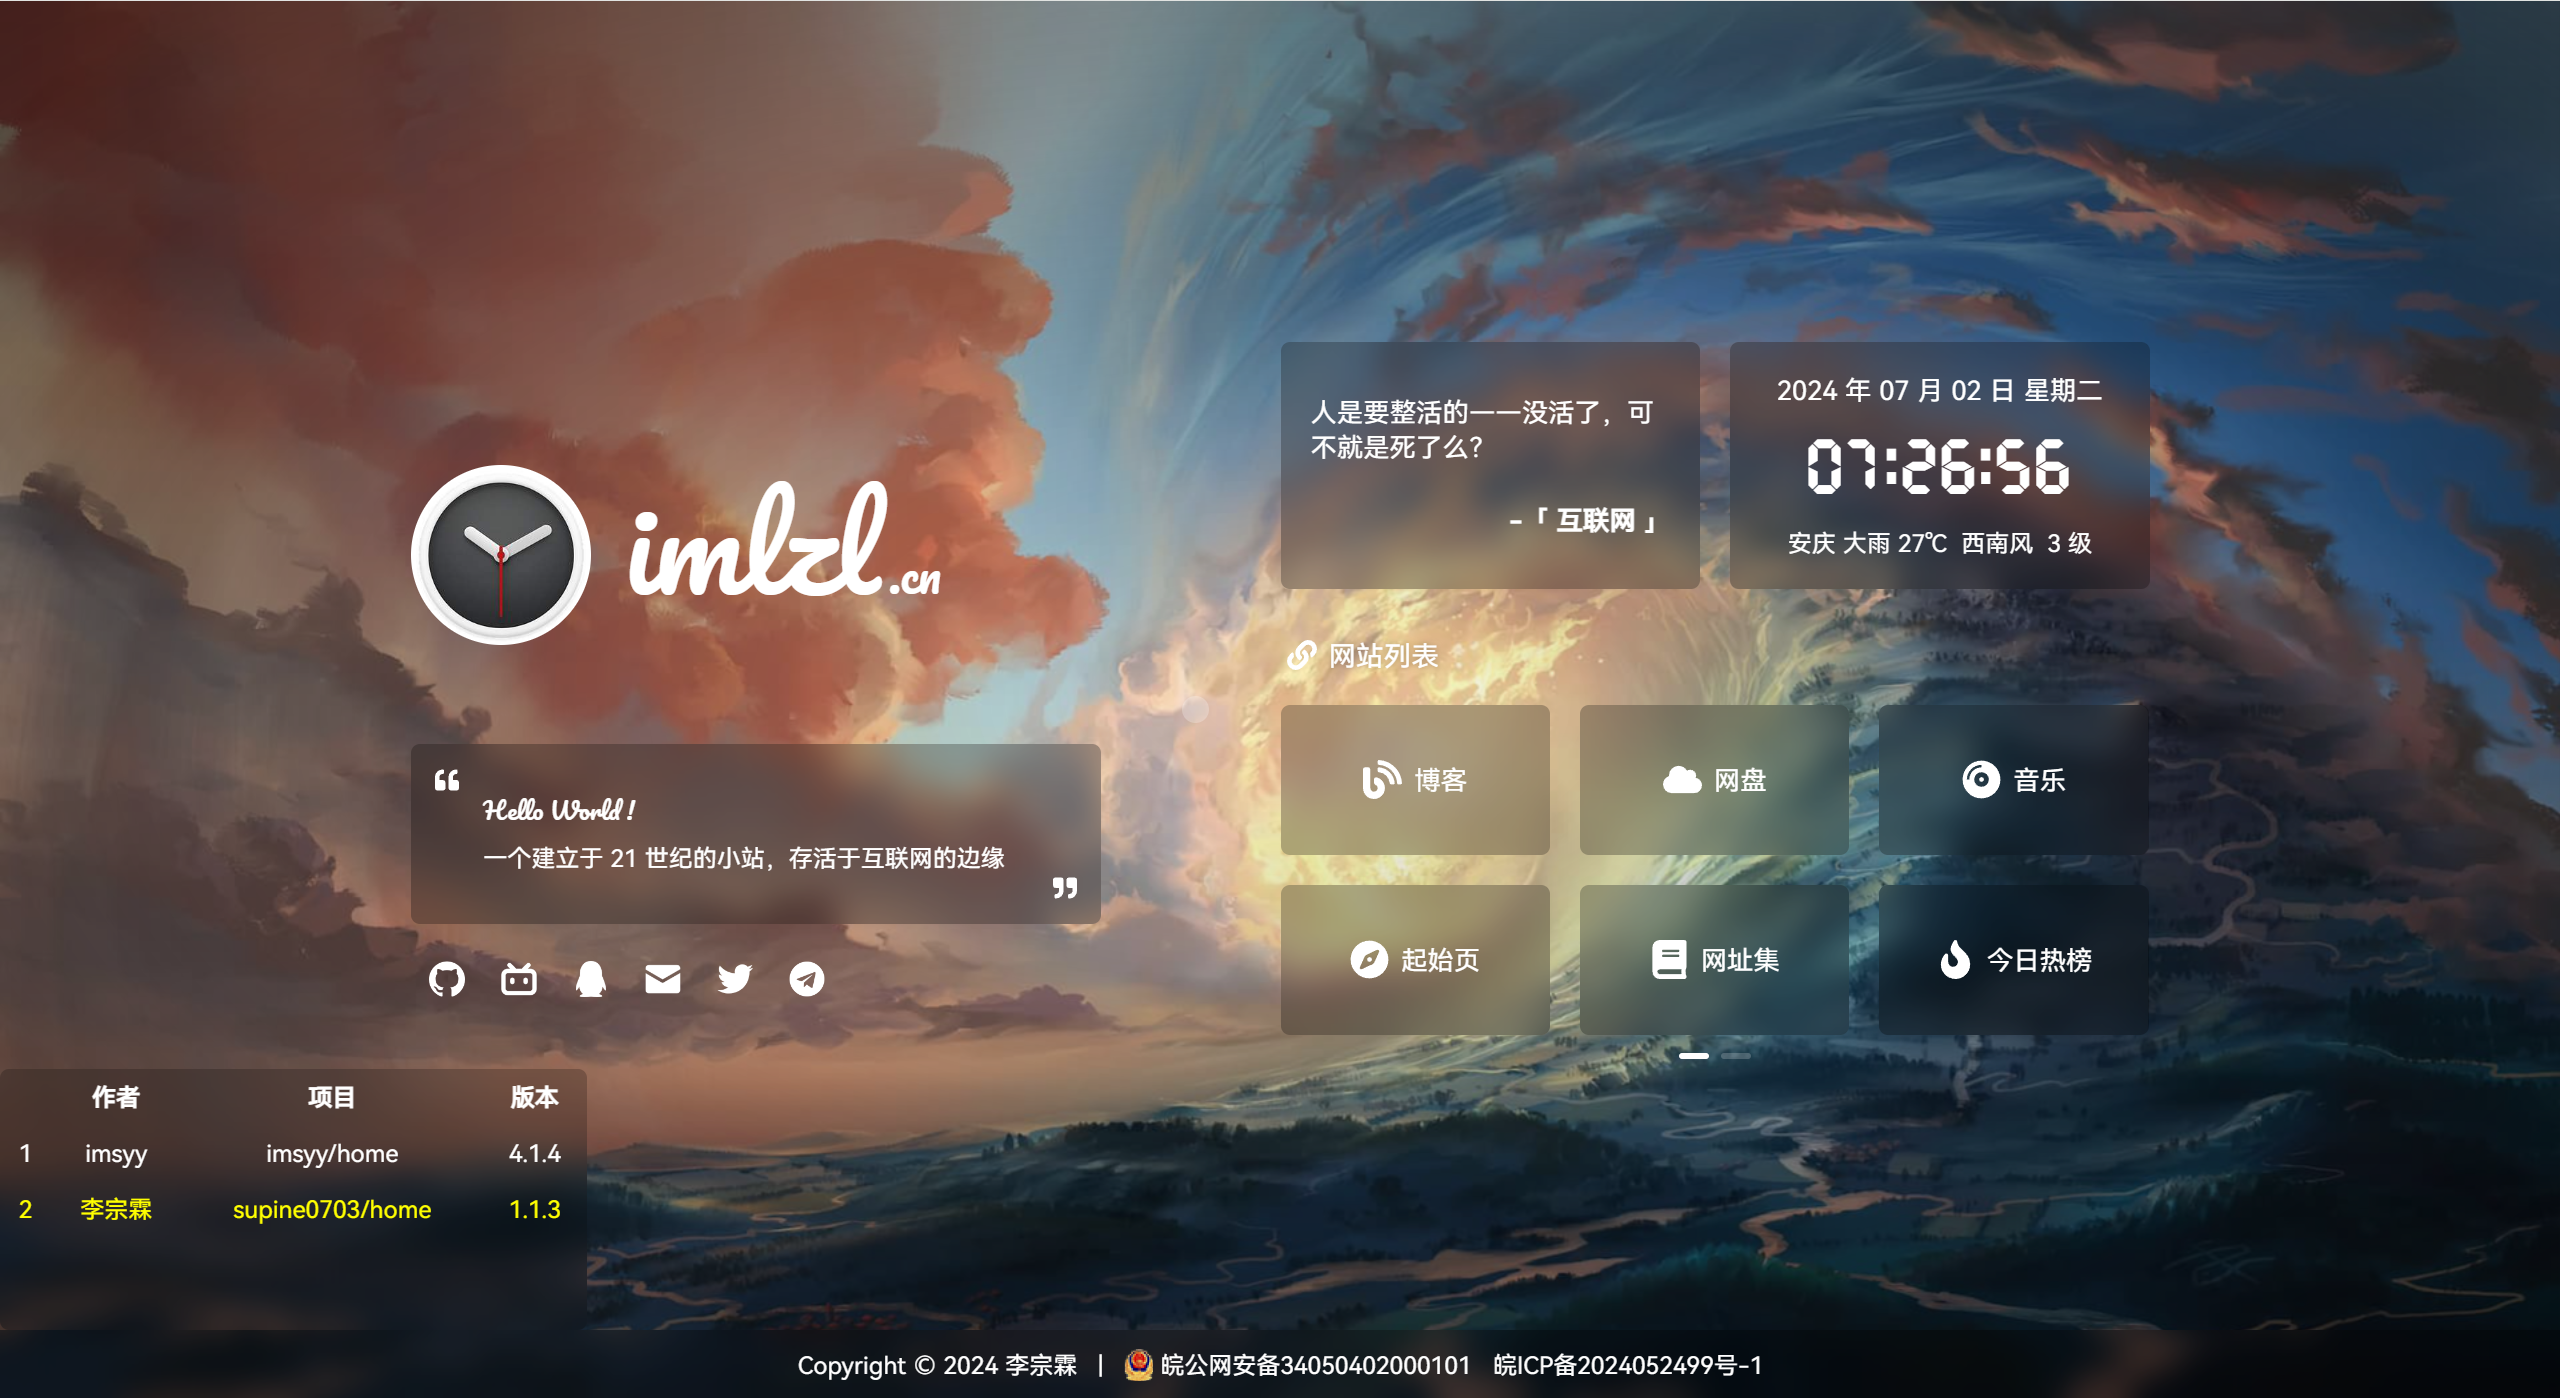 imlzl.cn
Hello World !
一个建立于 21 世纪的小站，存活于互联网的边缘
人是要整活的——没活了，可
不就是死了么？
-「 互联网 」
2024 年 07 月 02 日 星期二
07:26:56
安庆 大雨 27℃ 西南风 3 级
网站列表
博客
网盘
音乐
起始页
网址集
今日热榜
作者 项目 版本
1 imsyy imsyy/home 4.1.4
2 李宗霖 supine0703/home 1.1.3
Copyright © 2024 李宗霖 | 皖公网安备34050402000101 皖ICP备2024052499号-1